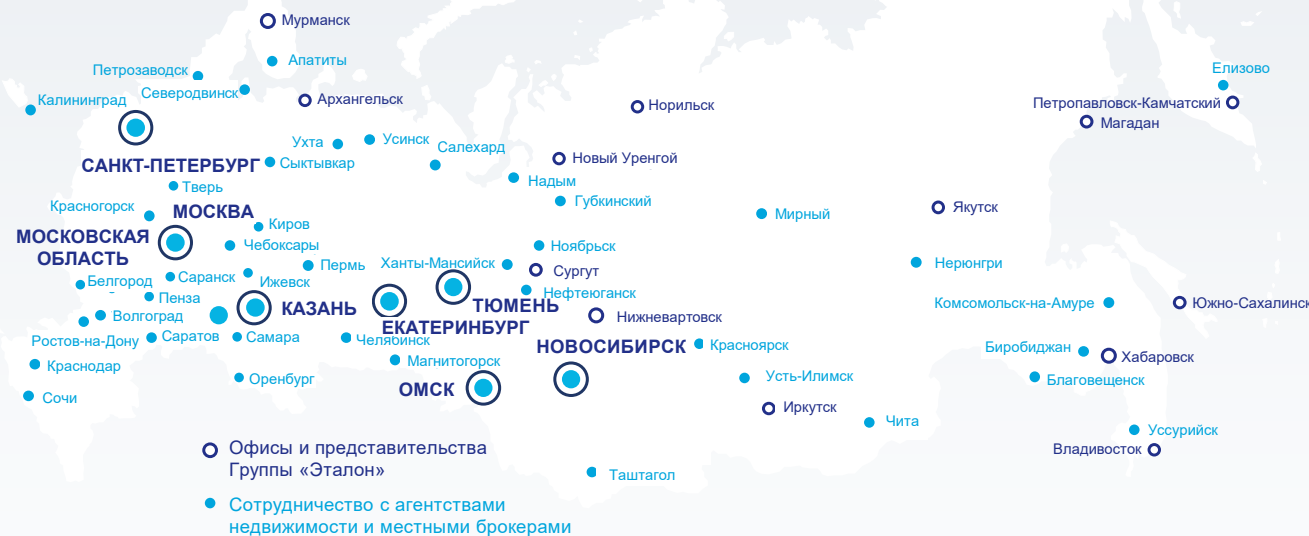 Мурманск
Апатиты
Елизово
Петрозаводск
Северодвинск
Калининград
Архангельск
Норильск
Петропавловск-Камчатский
Магадан
Ухта
Усинск
Салехард
САНКТ-ПЕТЕРБУРГ
Сыктывкар
Новый Уренгой
Надым
Тверь
Губкинский
Красногорск
МОСКВА
Мирный
Якутск
Киров
МОСКОВСКАЯ
ОБЛАСТЬ
Чебоксары
Ноябрьск
Пермь
Ханты-Мансийск
Сургут
Нерюнгри
Белгород
Саранск
Ижевск
Нефтеюганск
Пенза
КАЗАНЬ
ТЮМЕНЬ
Комсомольск-на-Амуре
Южно-Сахалинск
Волгоград
ЕКАТЕРИНБУРГ
Нижневартовск
Ростов-на-Дону
Саратов
Самара
Челябинск
НОВОСИБИРСК
Красноярск
Биробиджан
Хабаровск
Краснодар
Магнитогорск
Оренбург
Усть-Илимск
Благовещенск
Сочи
ОМСК
Иркутск
Чита
Уссурийск
Владивосток
Офисы и представительства
Группы «Эталон»
Таштагол
Сотрудничество с агентствами
недвижимости и местными брокерами